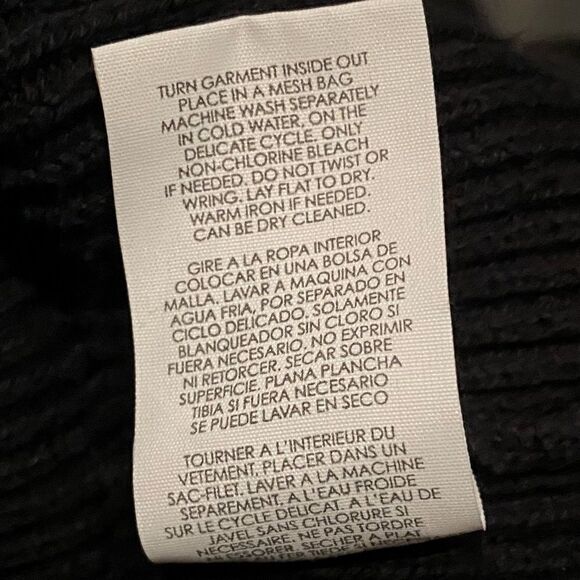 TURN GARMENT INSIDE OUT
PLACE IN A MESH BAG
MACHINE WASH SEPARATELY
IN COLD WATER, ON THE
DELICATE CYCLE. ONLY
NON-CHLORINE BLEACH
IF NEEDED. DO NOT TWIST OR
WRING. LAY FLAT TO DRY.
WARM IRON IF NEEDED.
CAN BE DRY CLEANED.
GIRE A LA ROPA INTERIOR
COLOCAR EN UNA BOLSA DE
MALLA. LAVAR A MAQUINA CON
AGUA FRIA, POR SEPARADO EN
CICLO DELICADO. SOLAMENTE
BLANQUEADOR SIN CLORO SI
FUERA NECESARIO. NO EXPRIMIR
NI RETORCER. SECAR SOBRE
SUPERFICIE. PLANA PLANCHA
TIBIA SI FUERA NECESARIO
SE PUEDE LAVAR EN SECO
TOURNER A L'INTERIEUR DU
VETEMENT. PLACER DANS UN
SAC-FILET. LAVER A LA MACHINE
SEPAREMENT. A L'EAU FROIDE
SUR LE CYCLE DELICAT. A L'EAU DE
JAVEL SANS CHLORURE SI
NECESSAIRE. NE PAS TORDRE
NI ESSORER. SECHER A PLAT